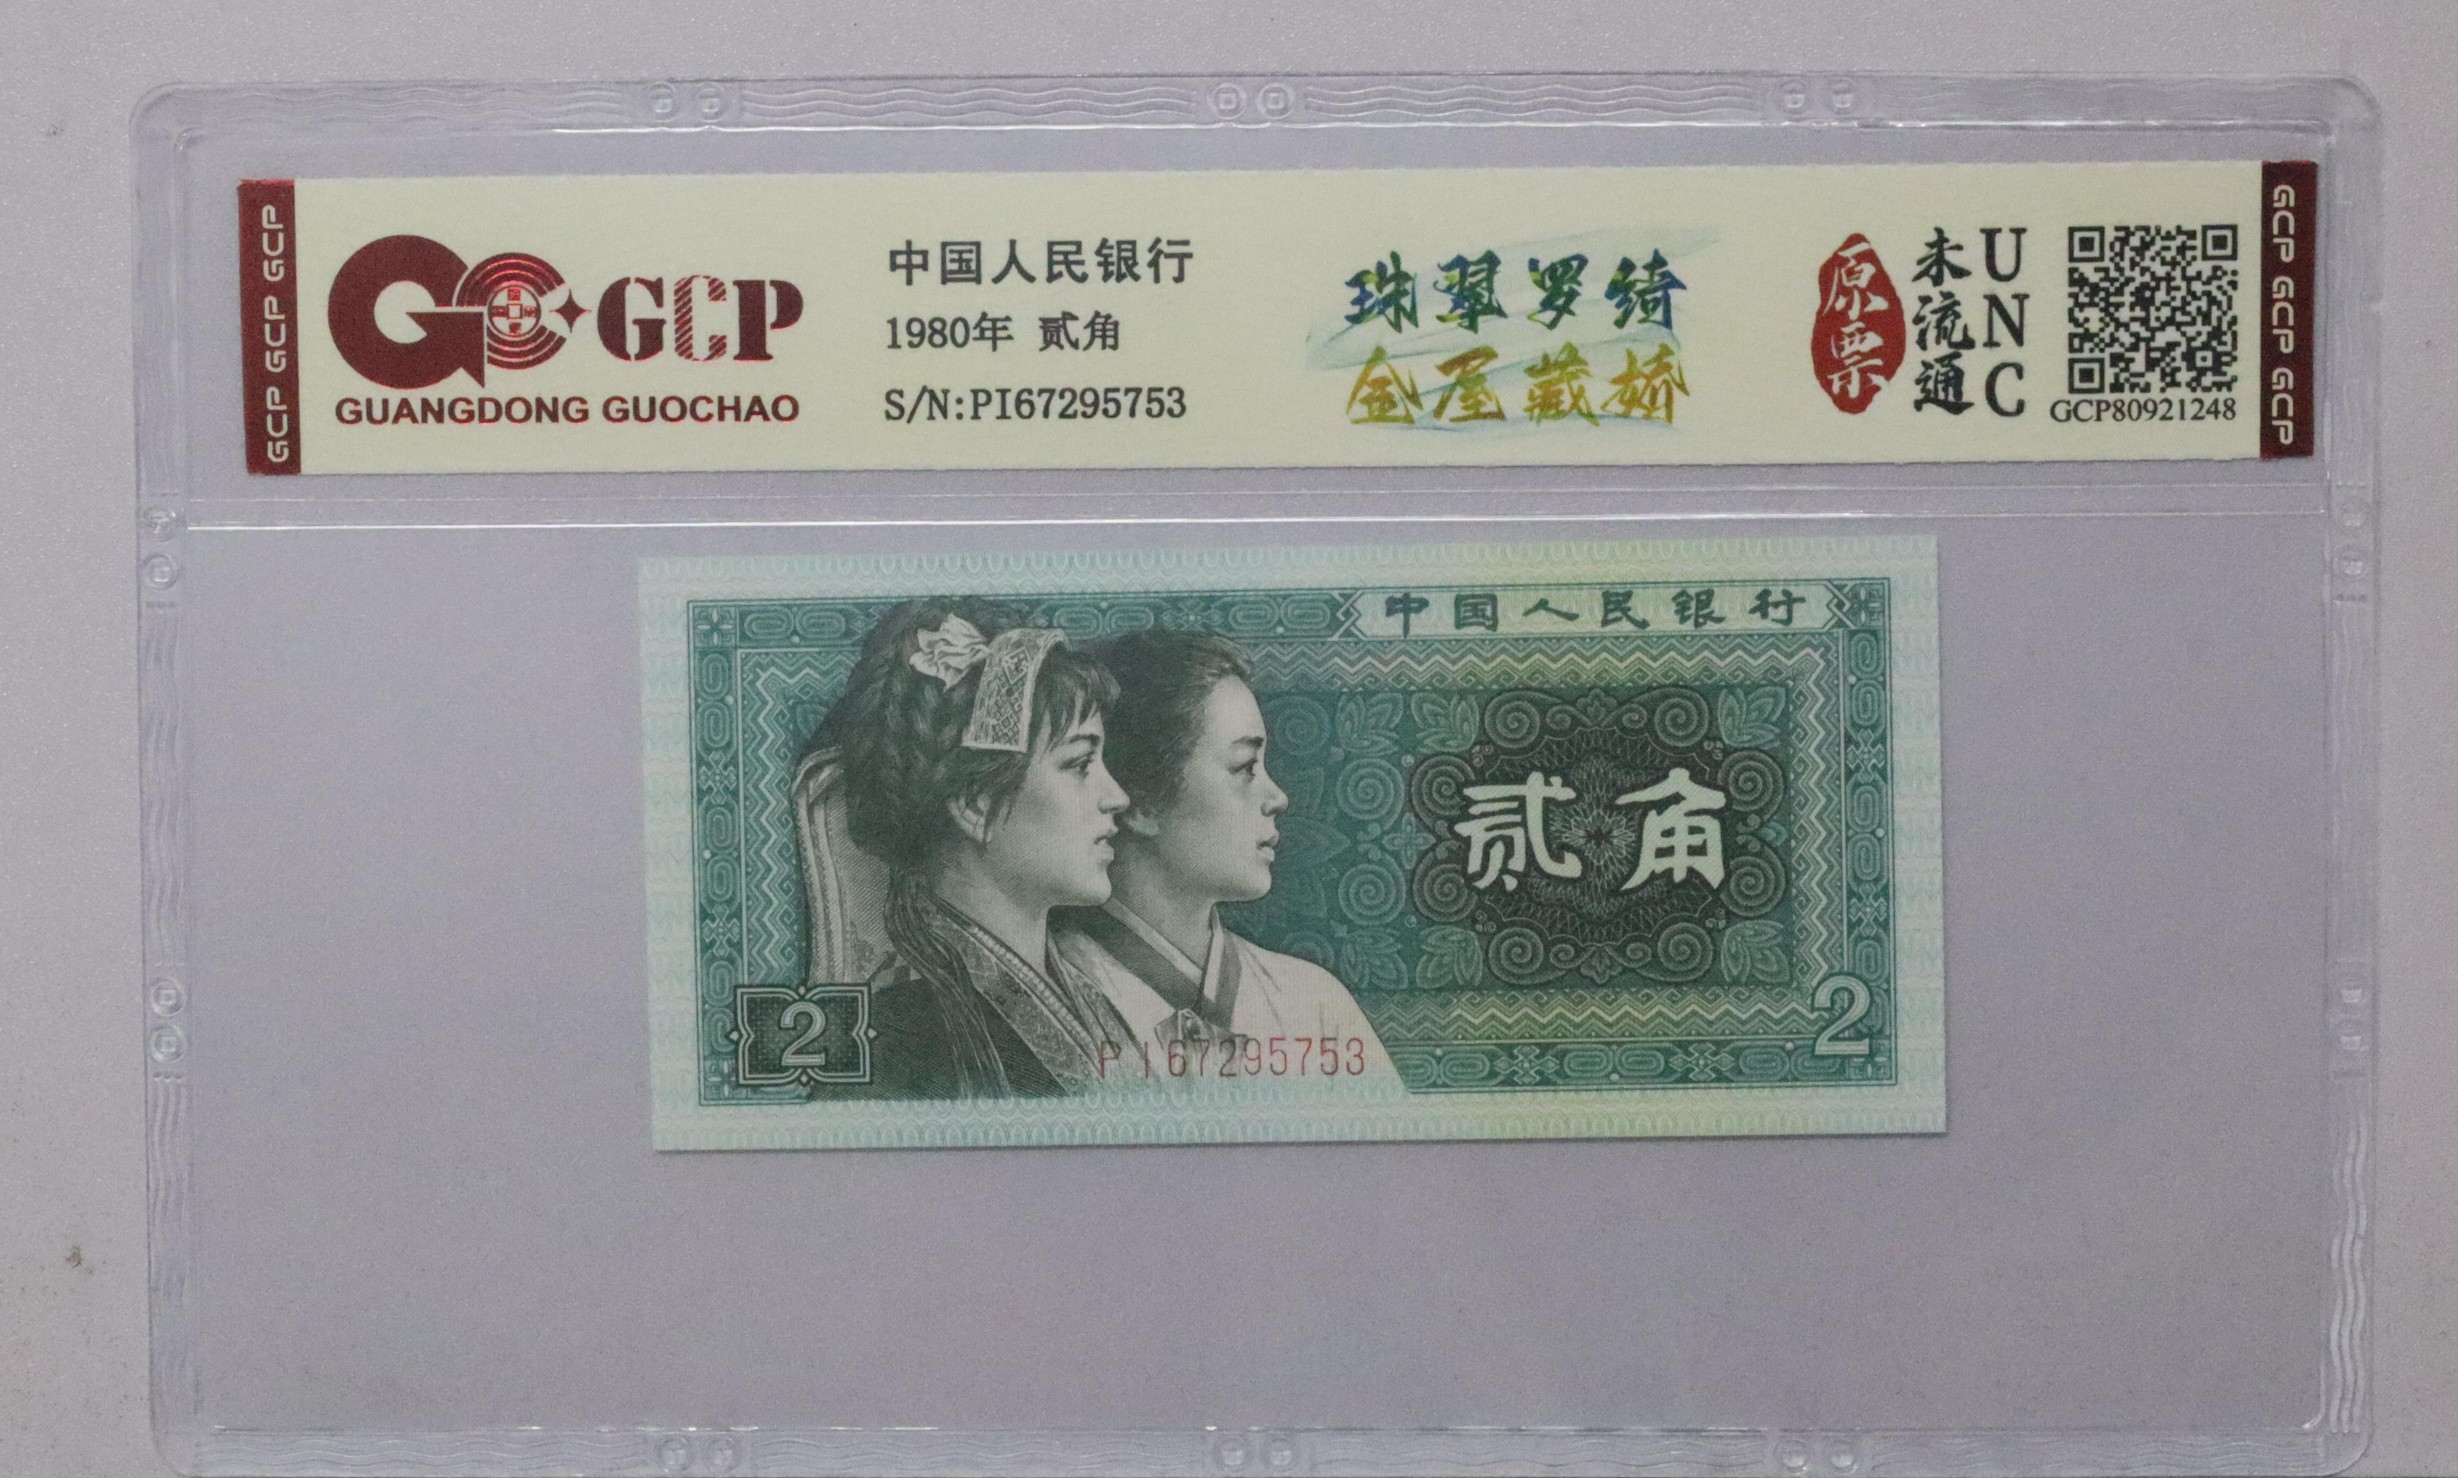 GCP GCP GCP
GCP
GUANGDONG GUOCHAO
中国人民银行
1980年 贰角
S/N:PI67295753
珠翠罗绮
金屋藏娇
原票
未流通
UNC
GCP80921248
GCP GCP GCP
中国人民银行
贰角
2
2
PI67295753